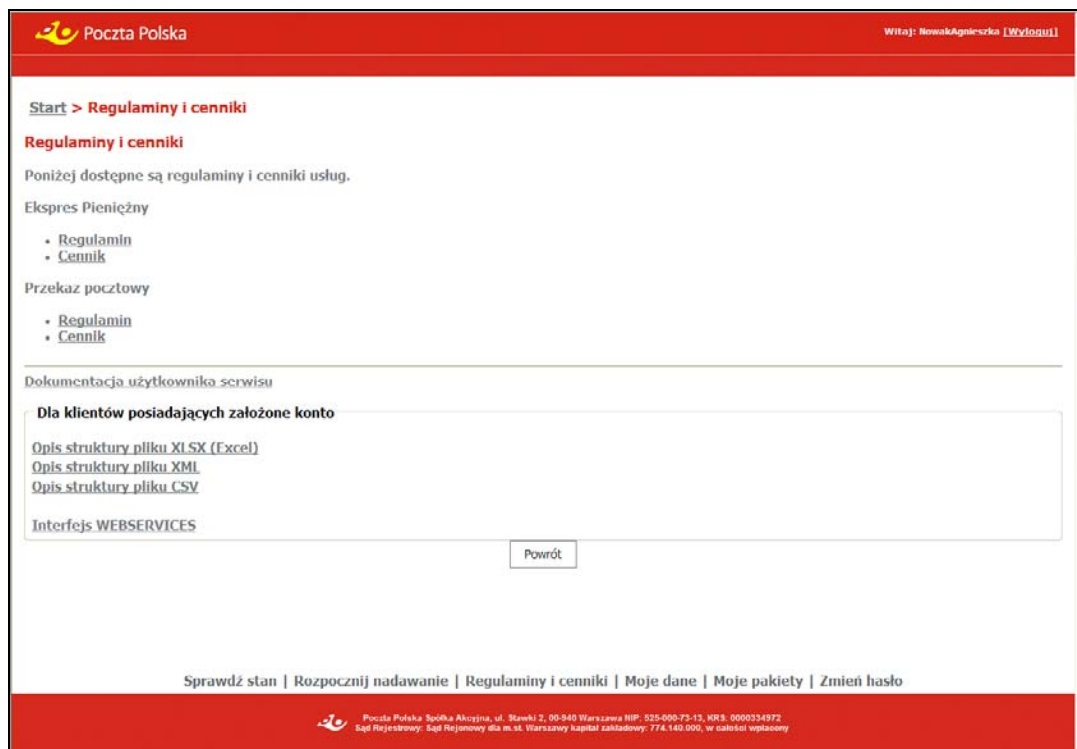 Poczta Polska
Witaj: NowakAgnieszka [Wyloguj]
Start > Regulaminy i cenniki
Regulaminy i cenniki
Poniżej dostępne są regulaminy i cenniki usług.
Ekspres Pieniężny
Regulamin
Cennik
Przekaz pocztowy
Regulamin
Cennik
Dokumentacja użytkownika serwisu
Dla klientów posiadających założone konto
Opis struktury pliku XLSX (Excel)
Opis struktury pliku XML
Opis struktury pliku CSV
Interfejs WEBSERVICES
Powrót
Sprawdź stan | Rozpocznij nadawanie | Regulaminy i cenniki | Moje dane | Moje pakiety | Zmień hasło
Poczta Polska Spółka Akcyjna, ul. Stawki 2, 00-940 Warszawa NIP: 525-000-73-13, KRS: 0000334972
Sąd Rejestrowy: Sąd Rejonowy dla m.st. Warszawy kapitał zakładowy: 774.140.000, w całości wpłacony